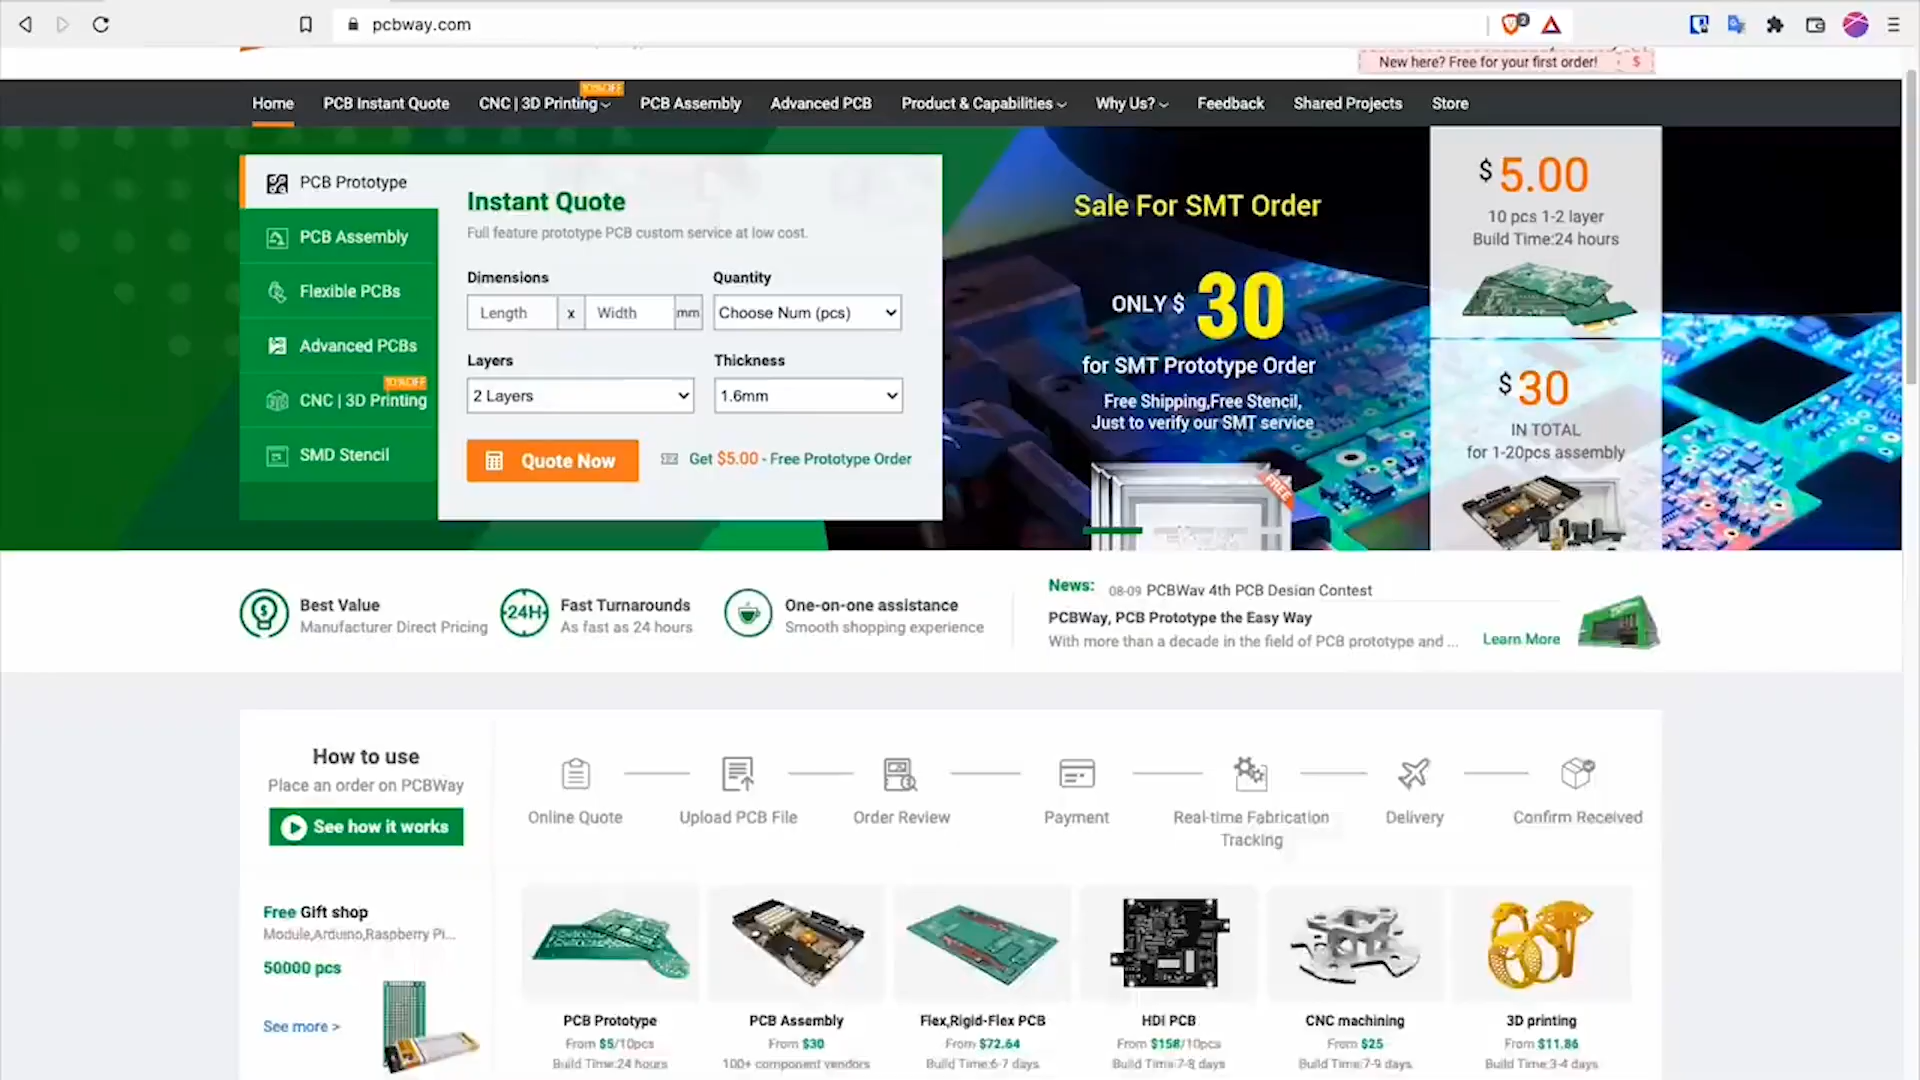 pcbway.com
2
New here? Free for your first order!
$
10%OFF
Home
PCB Instant Quote
CNC | 3D Printing
PCB Assembly
Advanced PCB
Product & Capabilities
Why Us?
Feedback
Shared Projects
Store
PCB Prototype
PCB Assembly
Flexible PCBs
Advanced PCBs
10%OFF
CNC | 3D Printing
SMD Stencil
Instant Quote
Full feature prototype PCB custom service at low cost.
Dimensions
Quantity
Length
x
Width
mm
Choose Num (pcs)
Layers
Thickness
2 Layers
1.6mm
Quote Now
Get $5.00 - Free Prototype Order
Sale For SMT Order
ONLY $ 30
for SMT Prototype Order
Free Shipping,Free Stencil,
Just to verify our SMT service
FREE
$ 5.00
10 pcs 1-2 layer
Build Time:24 hours
$ 30
IN TOTAL
for 1-20pcs assembly
Best Value
Manufacturer Direct Pricing
24H
Fast Turnarounds
As fast as 24 hours
One-on-one assistance
Smooth shopping experience
News:
08-09 PCBWay 4th PCB Design Contest
PCBWay, PCB Prototype the Easy Way
With more than a decade in the field of PCB prototype and ...
Learn More
How to use
Place an order on PCBWay
See how it works
Online Quote
Upload PCB File
Order Review
Payment
Real-time Fabrication
Tracking
Delivery
Confirm Received
Free Gift shop
Module,Arduino,Raspberry Pi...
50000 pcs
See more >
PCB Prototype
From $5/10pcs
Build Time:24 hours
PCB Assembly
From $30
100+ component vendors
Flex,Rigid-Flex PCB
From $72.64
Build Time:6-7 days
HDI PCB
From $158/10pcs
Build Time:7-8 days
CNC machining
From $25
Build Time:7-9 days
3D printing
From $11.86
Build Time:3-4 days